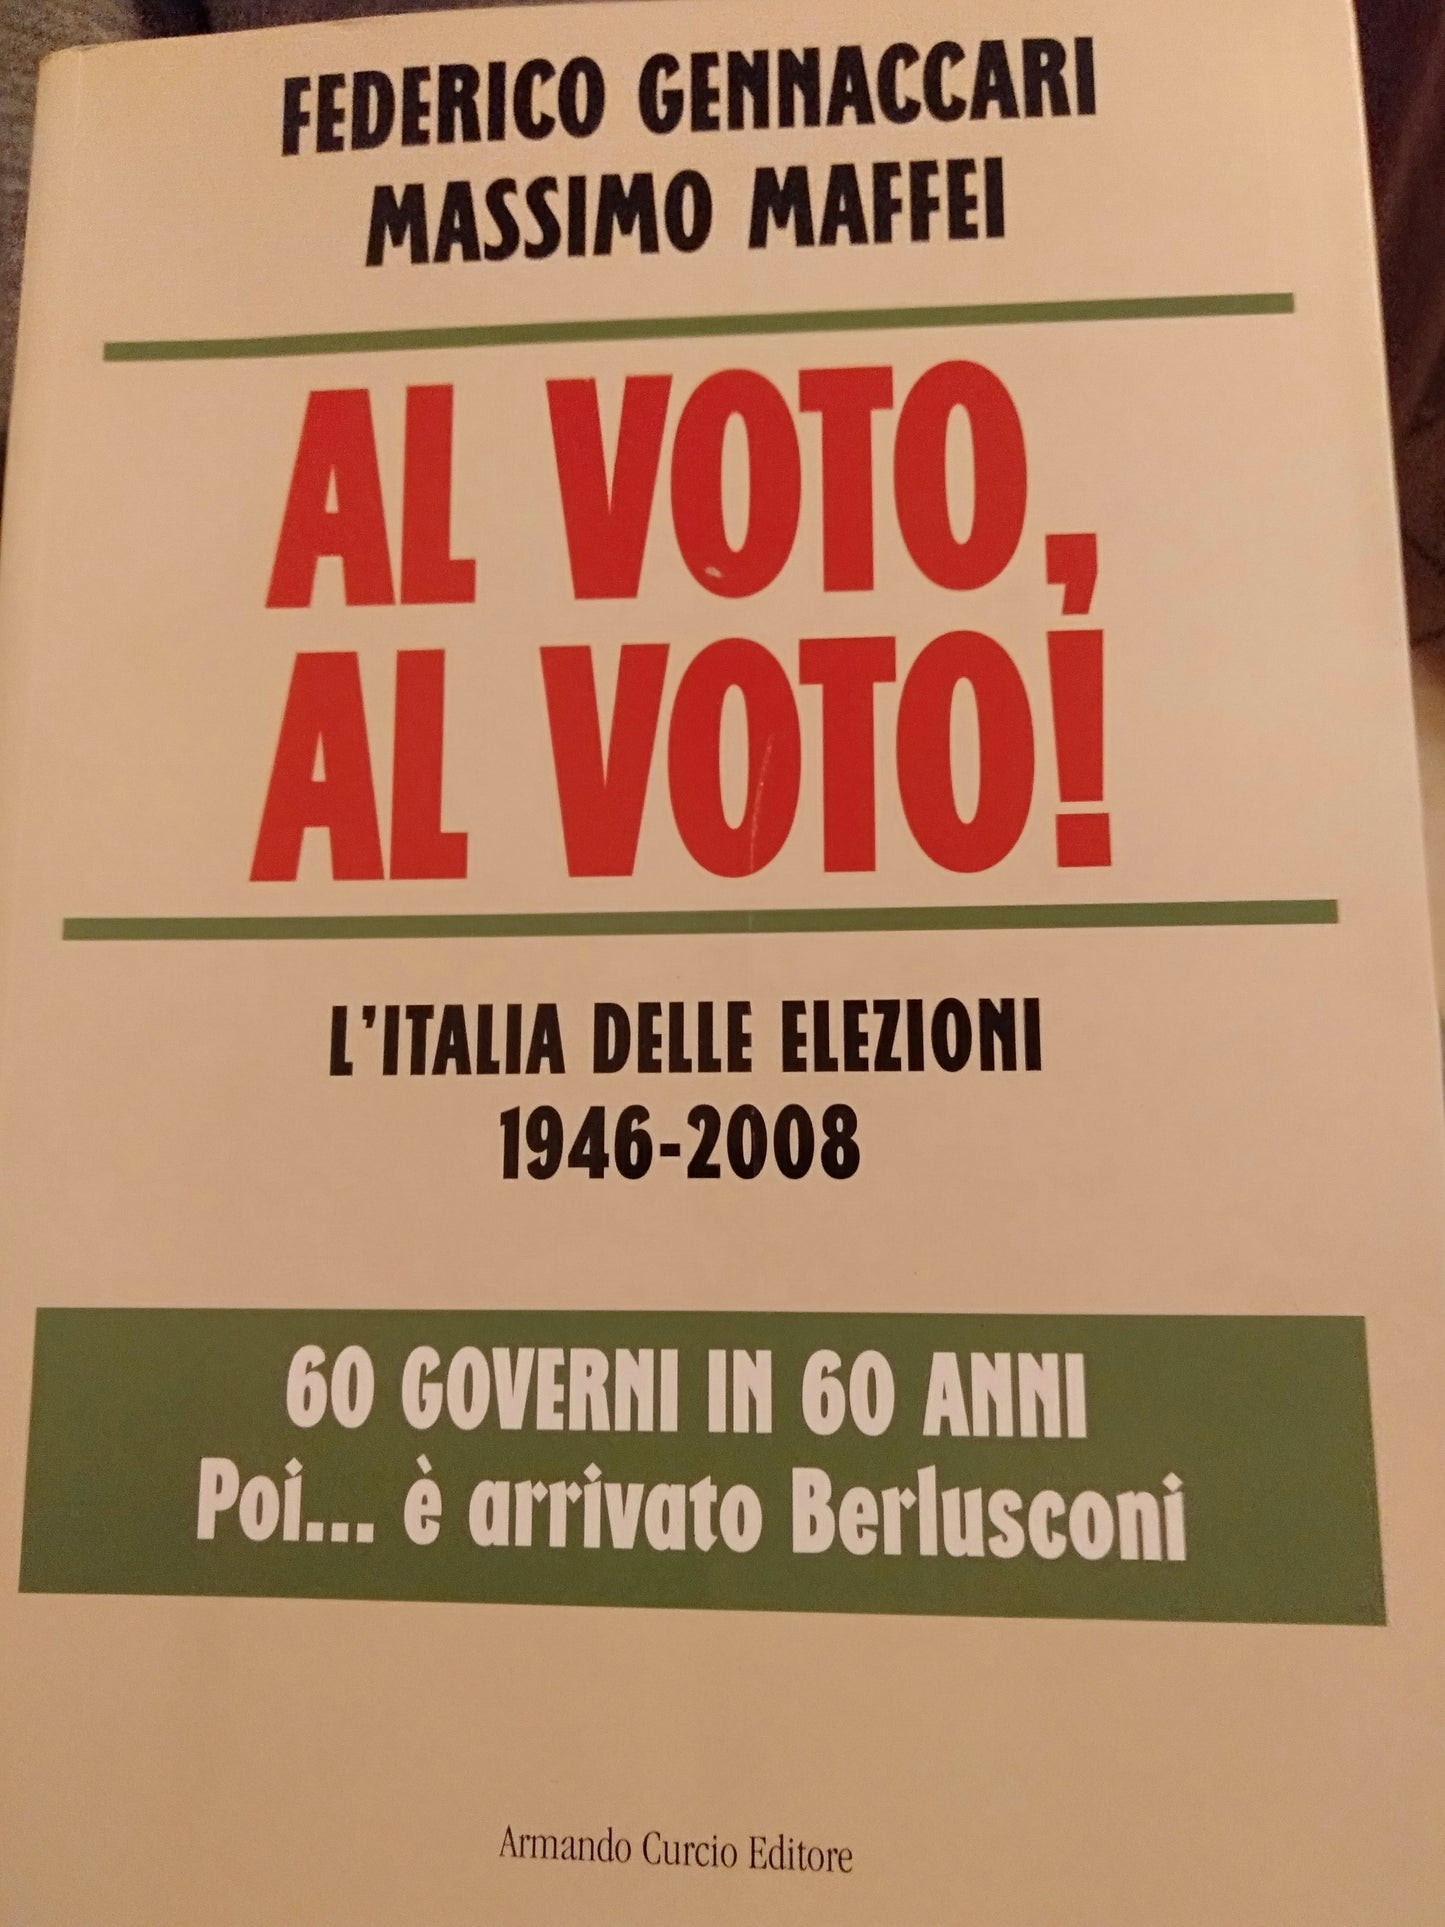 FEDERICO GENNACCARI
MASSIMO MAFFEI
AL VOTO,
AL VOTO!
L'ITALIA DELLE ELEZIONI
1946-2008
60 GOVERNI IN 60 ANNI
Poi... è arrivato Berlusconi
Armando Curcio Editore